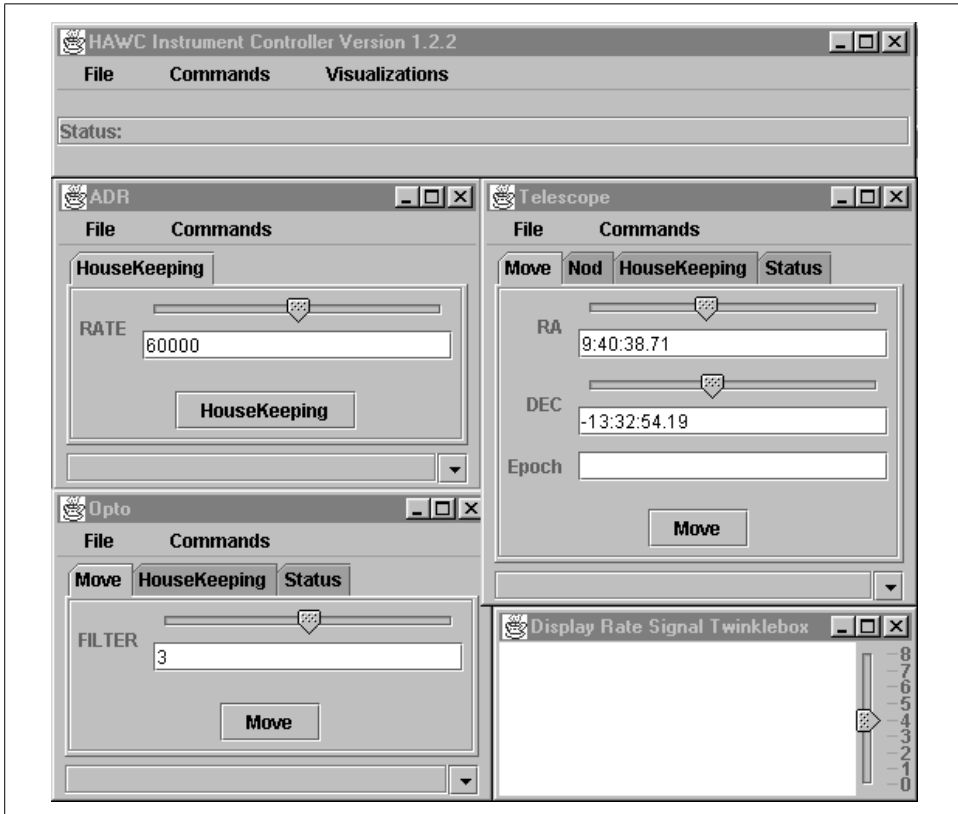 HAWC Instrument Controller Version 1.2.2
File Commands Visualizations
Status:
ADR
File Commands
HouseKeeping
RATE
60000
HouseKeeping
Telescope
File Commands
Move Nod HouseKeeping Status
RA
9:40:38.71
DEC
-13:32:54.19
Epoch
Move
Opto
File Commands
Move HouseKeeping Status
FILTER
3
Move
Display Rate Signal Twinklebox
8
7
6
5
4
3
2
1
0